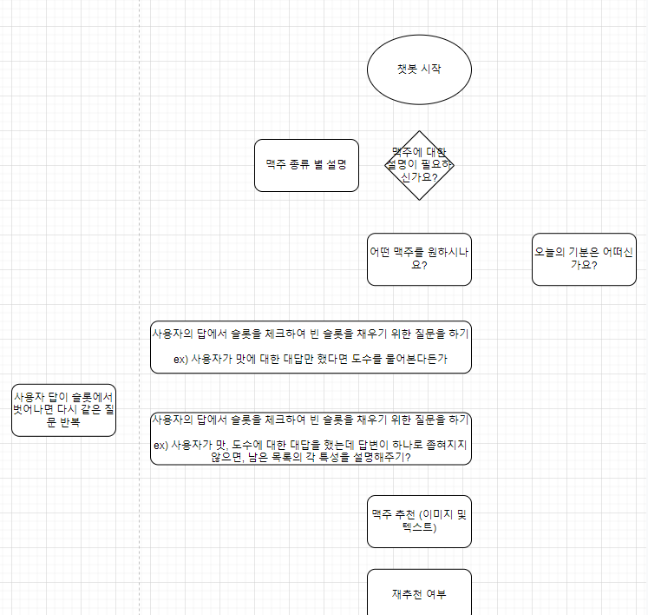 챗봇 시작
맥주에 대한
설명이 필요하
신가요?
맥주 종류 별 설명
어떤 맥주를 원하시나
요?
오늘의 기분은 어떠신
가요?
사용자의 답에서 슬롯을 체크하여 빈 슬롯을 채우기 위한 질문을 하기
ex) 사용자가 맛에 대한 대답만 했다면 도수를 물어본다든가
사용자 답이 슬롯에서
벗어나면 다시 같은 질
문 반복
사용자의 답에서 슬롯을 체크하여 빈 슬롯을 채우기 위한 질문을 하기
ex) 사용자가 맛, 도수에 대한 대답을 했는데 답변이 하나로 좁혀지지
않으면, 남은 목록의 각 특성을 설명해주기?
맥주 추천 (이미지 및
텍스트)
재추천 여부